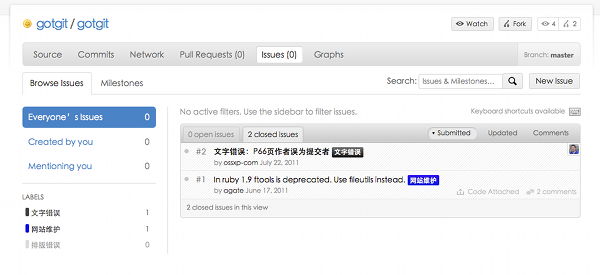 gotgit / gotgit
Watch Fork 4 2
Source Commits Network Pull Requests (0) Issues (0) Graphs Branch: master
Browse Issues Milestones Search: Issues & Milestones... New Issue
Everyone's Issues 0
Created by you 0
Mentioning you 0
LABELS
文字错误 1
网站维护 1
排版错误 0
No active filters. Use the sidebar to filter issues. Keyboard shortcuts available
0 open issues 2 closed issues Submitted Updated Comments
#2 文字错误：P66页作者误为提交者 文字错误
by ossxp-com July 22, 2011
#1 In ruby 1.9 ftools is deprecated. Use fileutils instead. 网站维护
by agate June 17, 2011 Code Attached 2 comments
2 closed issues in this view